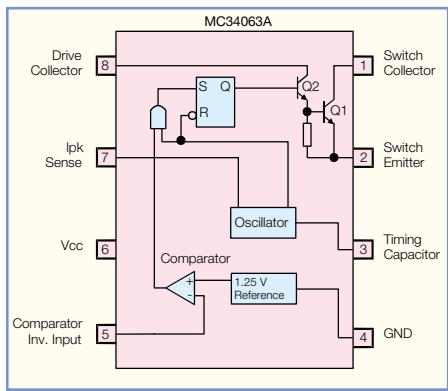 MC34063A
Drive
Collector
8
S
Q
R
Q2
Q1
1
Switch
Collector
Ipk
Sense
7
2
Switch
Emitter
Oscillator
Vcc
6
3
Timing
Capacitor
Comparator
+
-
1.25 V
Reference
Comparator
Inv. Input
5
4
GND